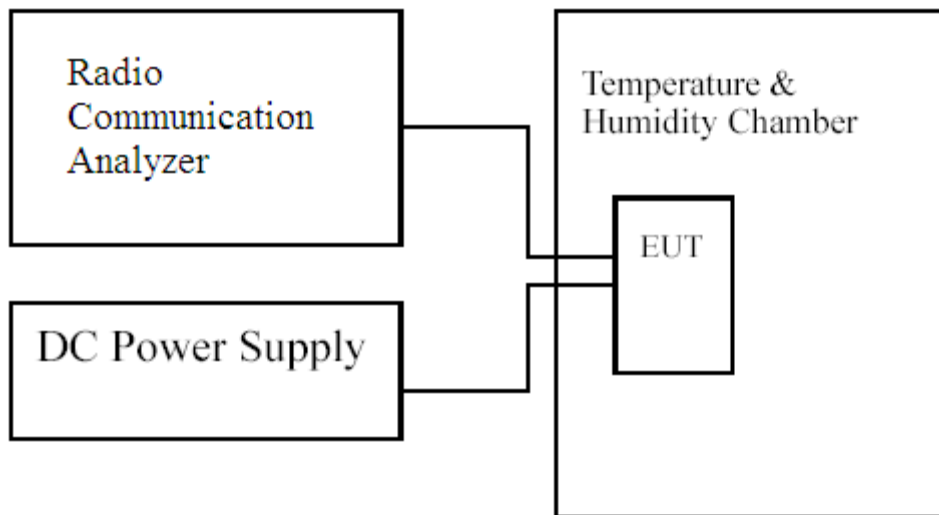 Radio
Communication
Analyzer
Temperature &
Humidity Chamber
EUT
DC Power Supply